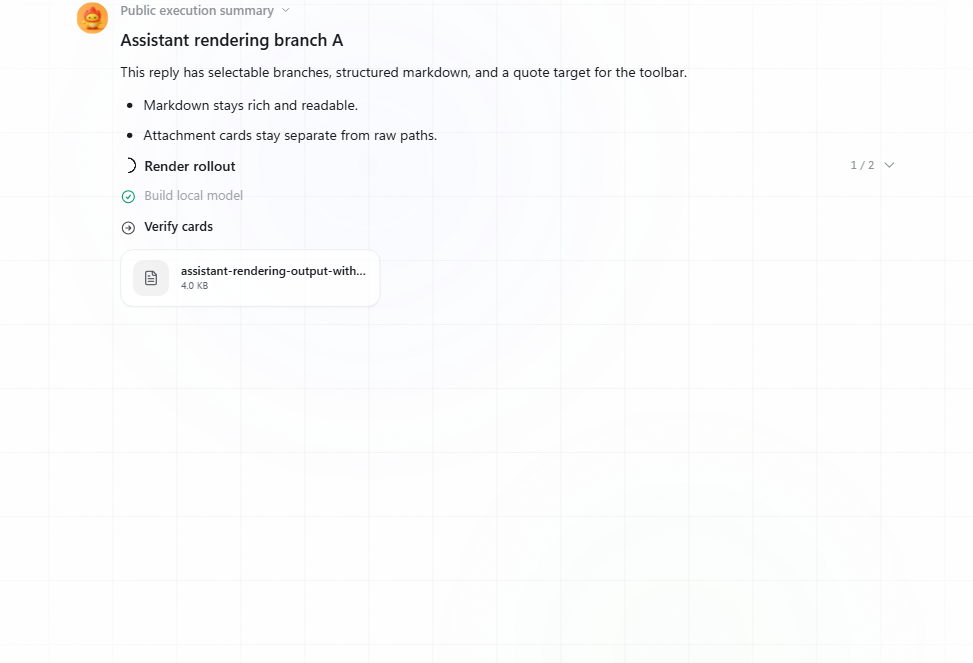 Public execution summary
Assistant rendering branch A
This reply has selectable branches, structured markdown, and a quote target for the toolbar.
Markdown stays rich and readable.
Attachment cards stay separate from raw paths.
Render rollout 1 / 2
Build local model
Verify cards
assistant-rendering-output-with...
4.0 KB